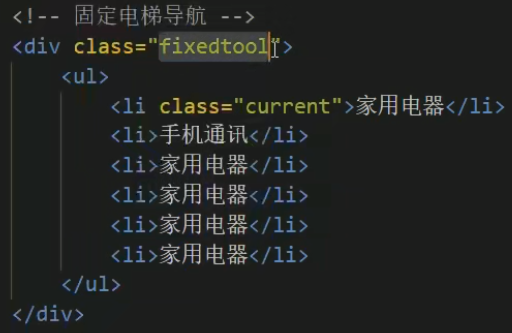 <!-- 固定电梯导航 -->
<div class="fixedtool">
<ul>
<li class="current">家用电器</li>
<li>手机通讯</li>
<li>家用电器</li>
<li>家用电器</li>
<li>家用电器</li>
<li>家用电器</li>
</ul>
</div>